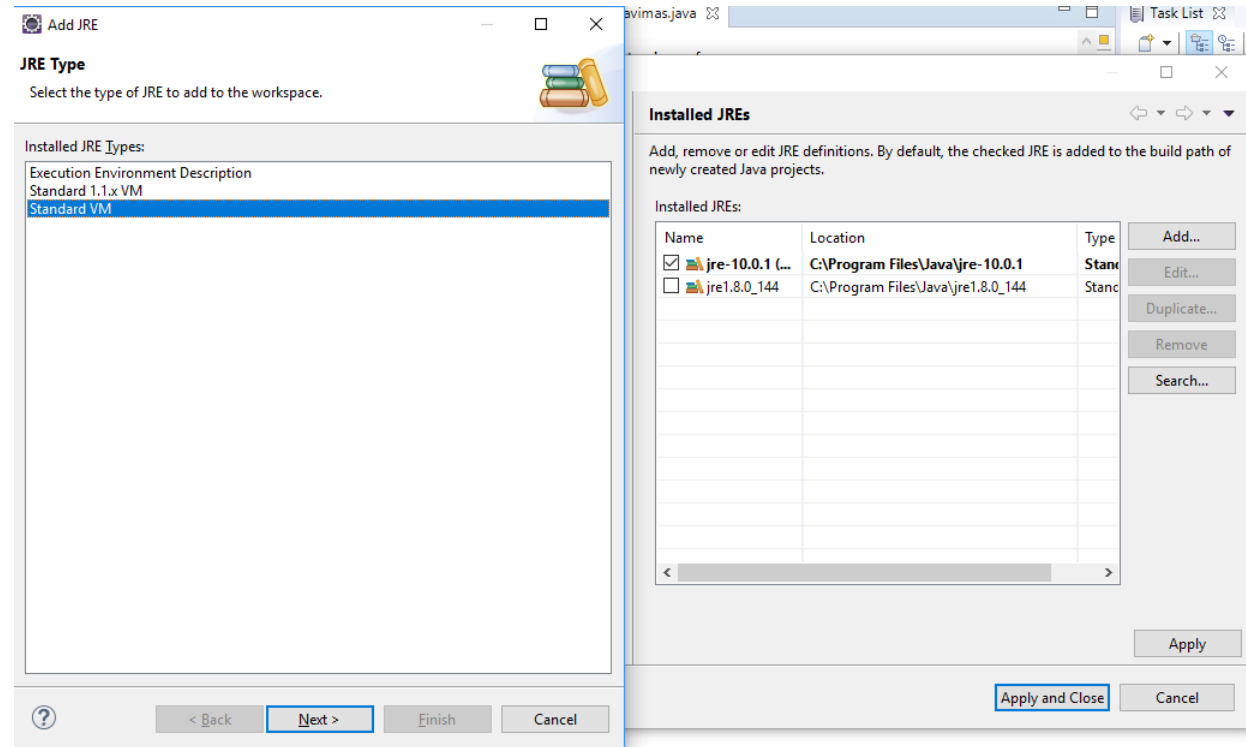 Add JRE
JRE Type
Select the type of JRE to add to the workspace.
Installed JRE Types:
Execution Environment Description
Standard 1.1.x VM
Standard VM
< Back
Next >
Finish
Cancel
avimas.java
Task List
Installed JREs
Add, remove or edit JRE definitions. By default, the checked JRE is added to the build path of
newly created Java projects.
Installed JREs:
Name Location Type
jre-10.0.1 (... C:\Program Files\Java\jre-10.0.1 Stand
jre1.8.0_144 C:\Program Files\Java\jre1.8.0_144 Stanc
Add...
Edit...
Duplicate...
Remove
Search...
Apply
Apply and Close
Cancel